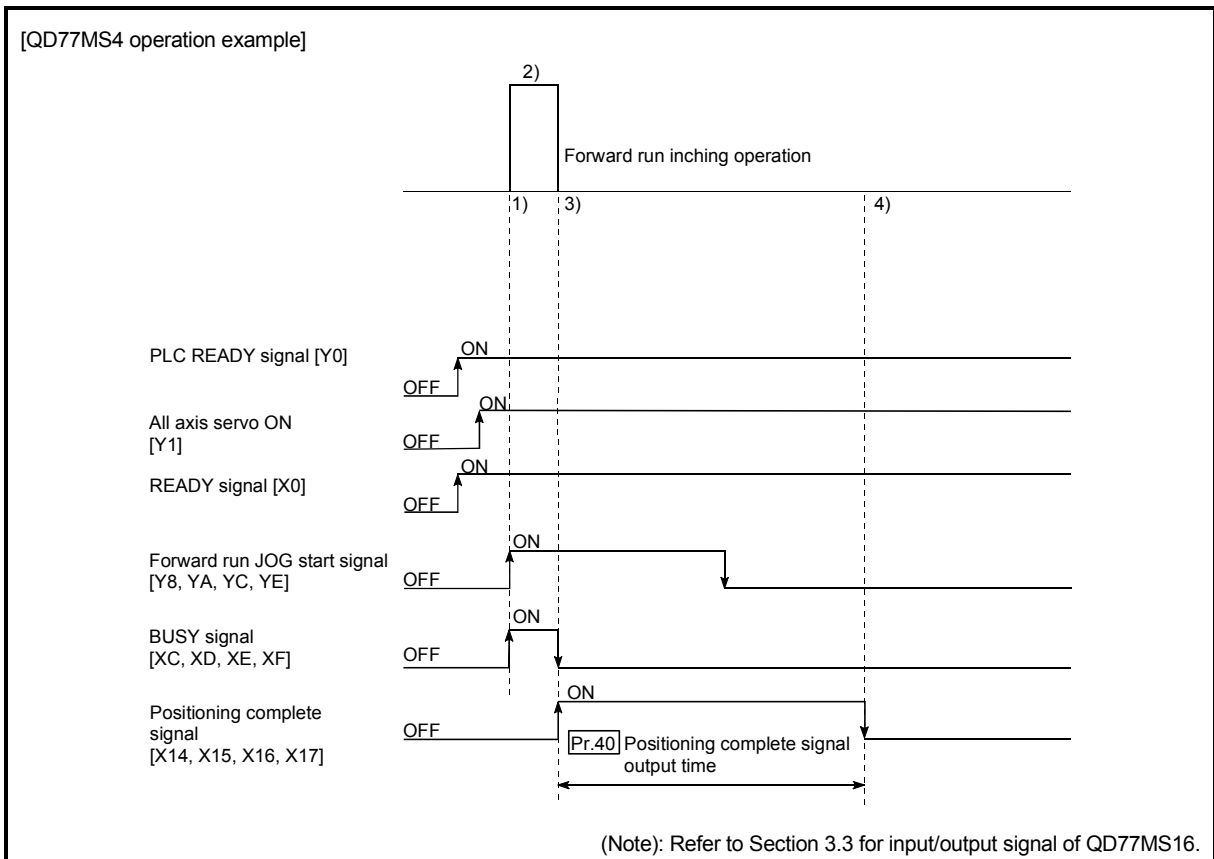 [QD77MS4 operation example]
2)
Forward run inching operation
1)
3)
4)
PLC READY signal [Y0]
OFF
ON
All axis servo ON
[Y1]
OFF
ON
READY signal [X0]
OFF
ON
Forward run JOG start signal
[Y8, YA, YC, YE]
OFF
ON
BUSY signal
[XC, XD, XE, XF]
OFF
ON
Positioning complete
signal
[X14, X15, X16, X17]
OFF
ON
Pr.40 Positioning complete signal
output time
(Note): Refer to Section 3.3 for input/output signal of QD77MS16.